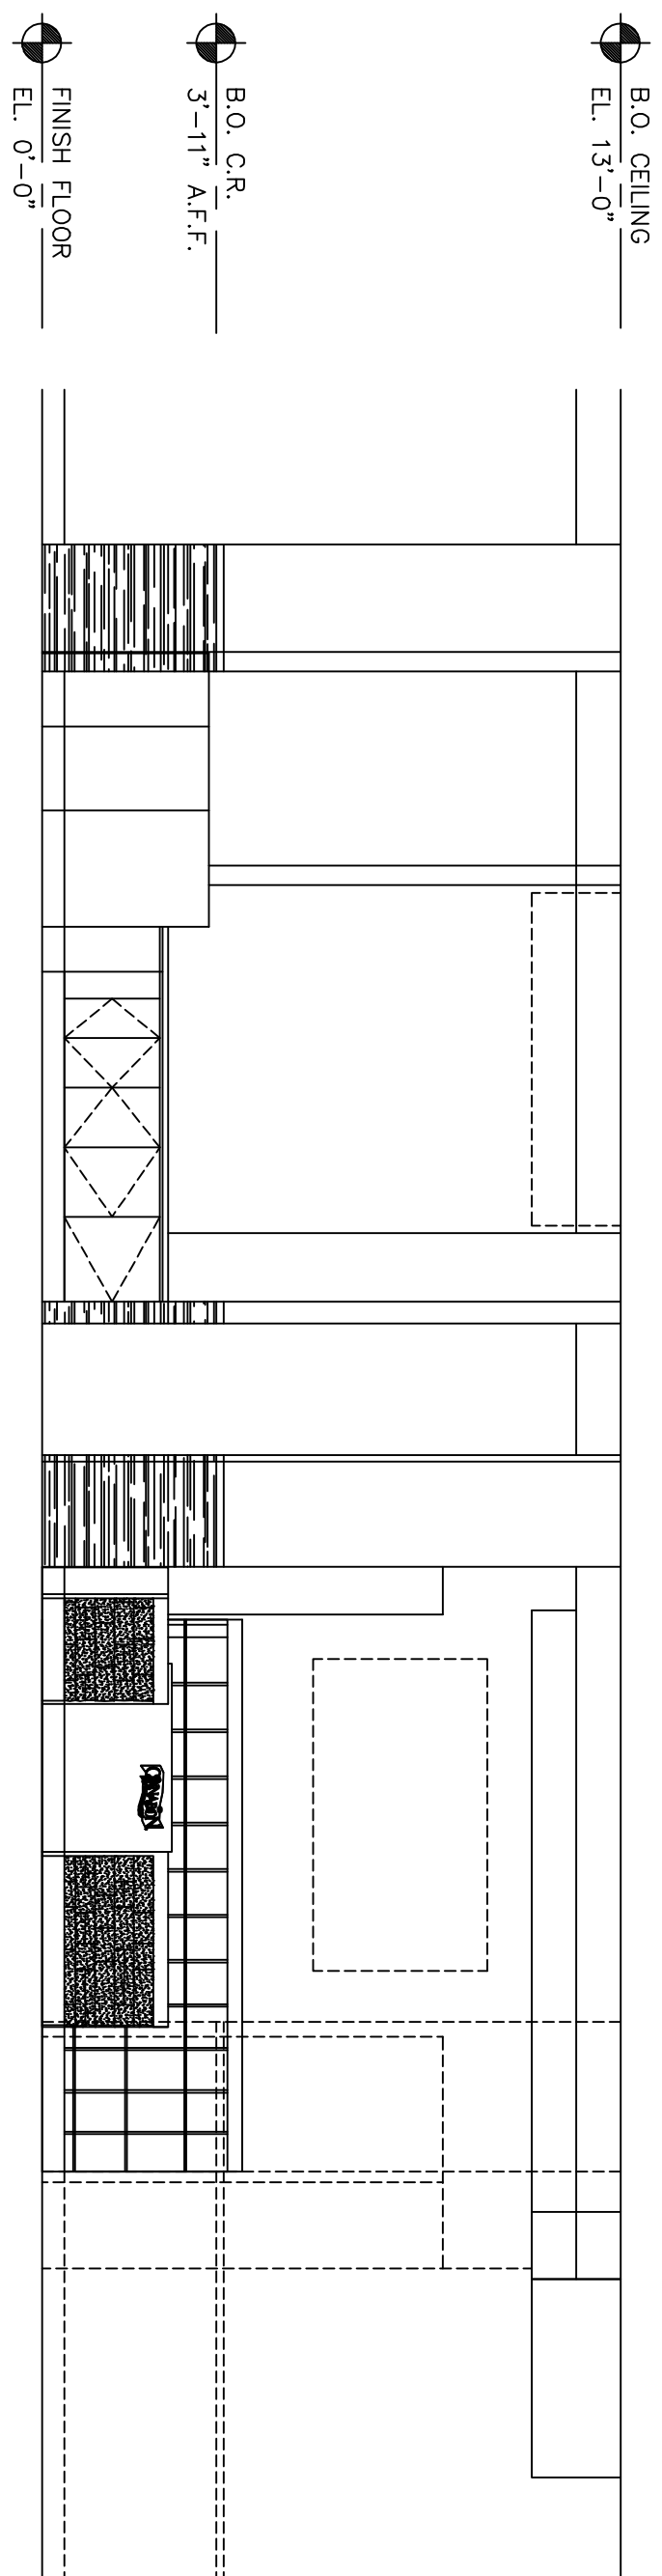 B.O. CEILING
EL. 13'-0"
B.O. C.R.
3'-11" A.F.F.
FINISH FLOOR
EL. 0'-0"